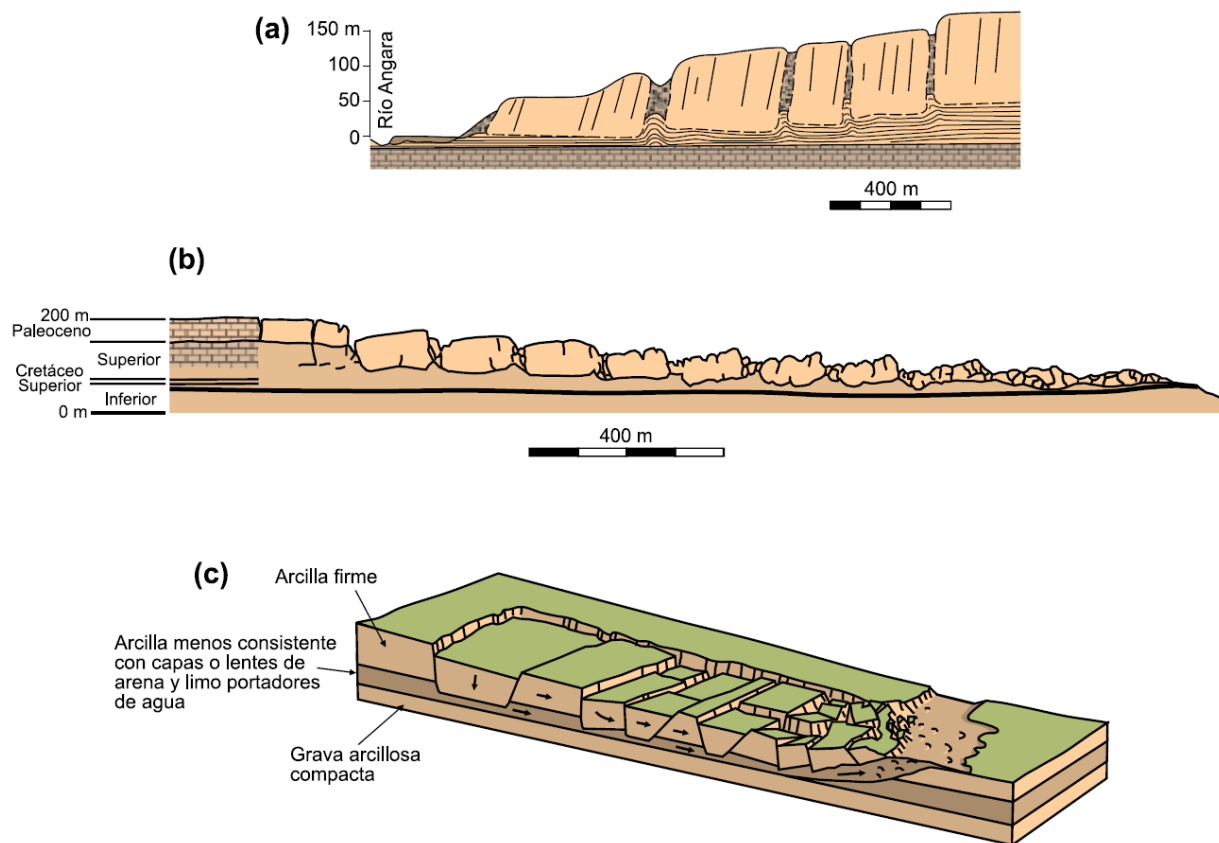 (a)
150 m
100
50
0
Río Angara
400 m
(b)
200 m
Paleoceno
Superior
Cretáceo
Superior
Inferior
0 m
400 m
(c)
Arcilla firme
Arcilla menos consistente
con capas o lentes de
arena y limo portadores
de agua
Grava arcillosa
compacta